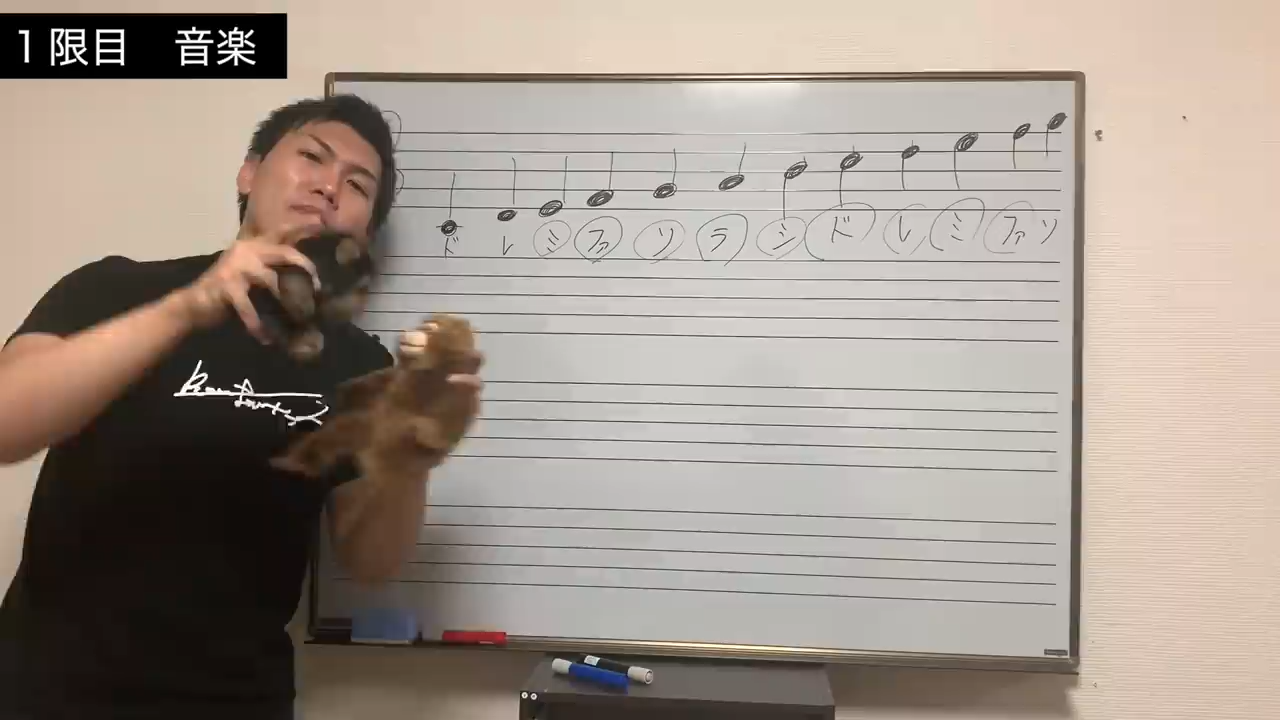 1限目 音楽
ド レ ミ ファ ソ ラ シ ド レ ミ ファ ソ